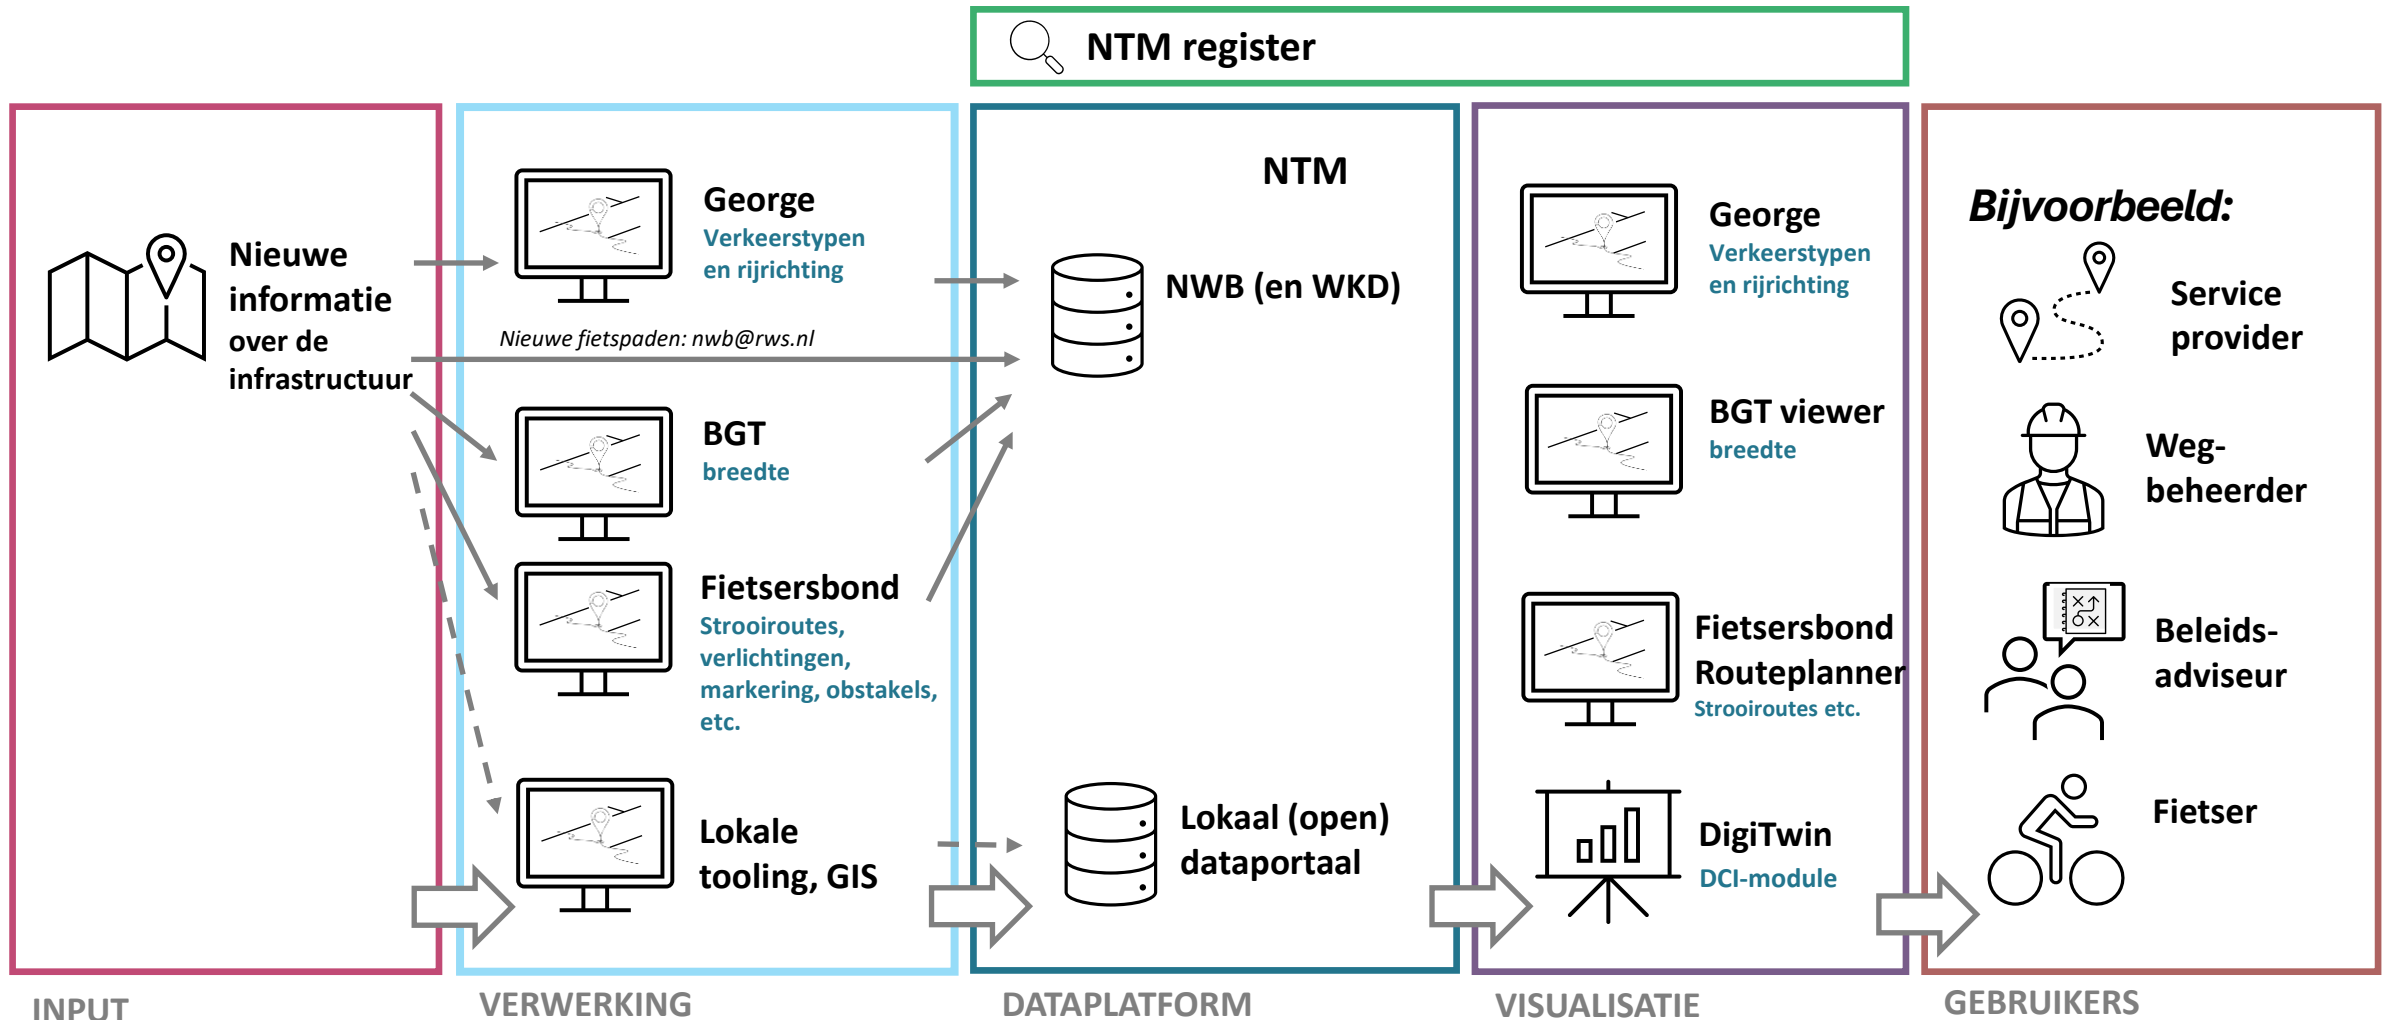 NTM register
Nieuwe
informatie
over de
infrastructuur
INPUT
George
Verkeerstypen
en rijrichting
Nieuwe fietspaden: nwb@rws.nl
BGT
breedte
Fietsersbond
Strooiroutes,
verlichtingen,
markering, obstakels,
etc.
Lokale
tooling, GIS
VERWERKING
NTM
NWB (en WKD)
Lokaal (open)
dataportaal
DATAPLATFORM
George
Verkeerstypen
en rijrichting
BGT viewer
breedte
Fietsersbond
Routeplanner
Strooiroutes etc.
DigiTwin
DCI-module
VISUALISATIE
Bijvoorbeeld:
Service
provider
Weg-
beheerder
Beleids-
adviseur
Fietser
GEBRUIKERS